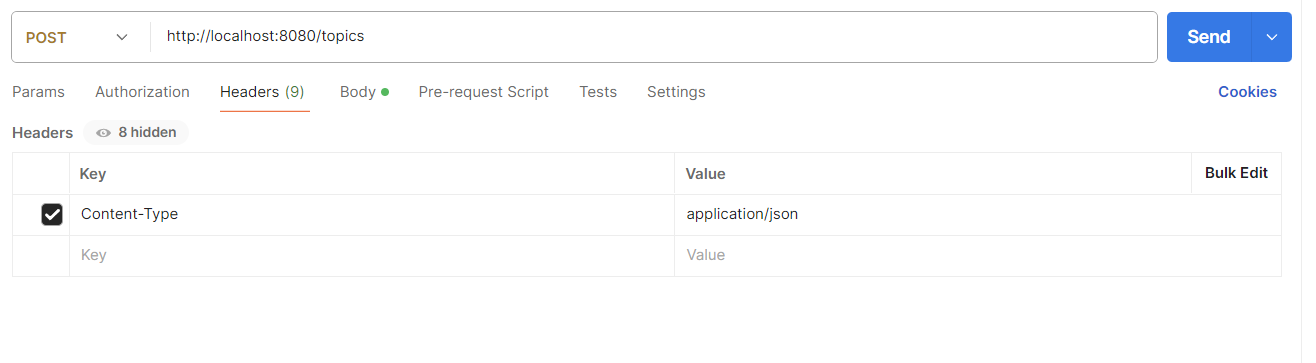 POST http://localhost:8080/topics Send
Params Authorization Headers (9) Body Pre-request Script Tests Settings Cookies
Headers 8 hidden
Key Value Bulk Edit
Content-Type application/json
Key Value